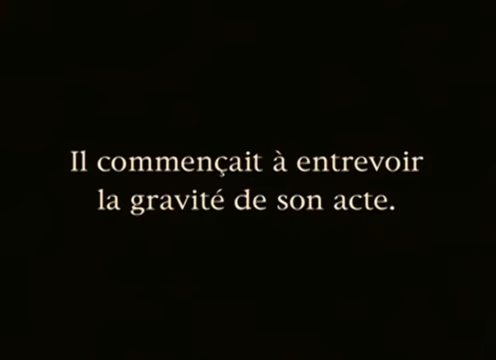 Il commençait à entrevoir
la gravité de son acte.